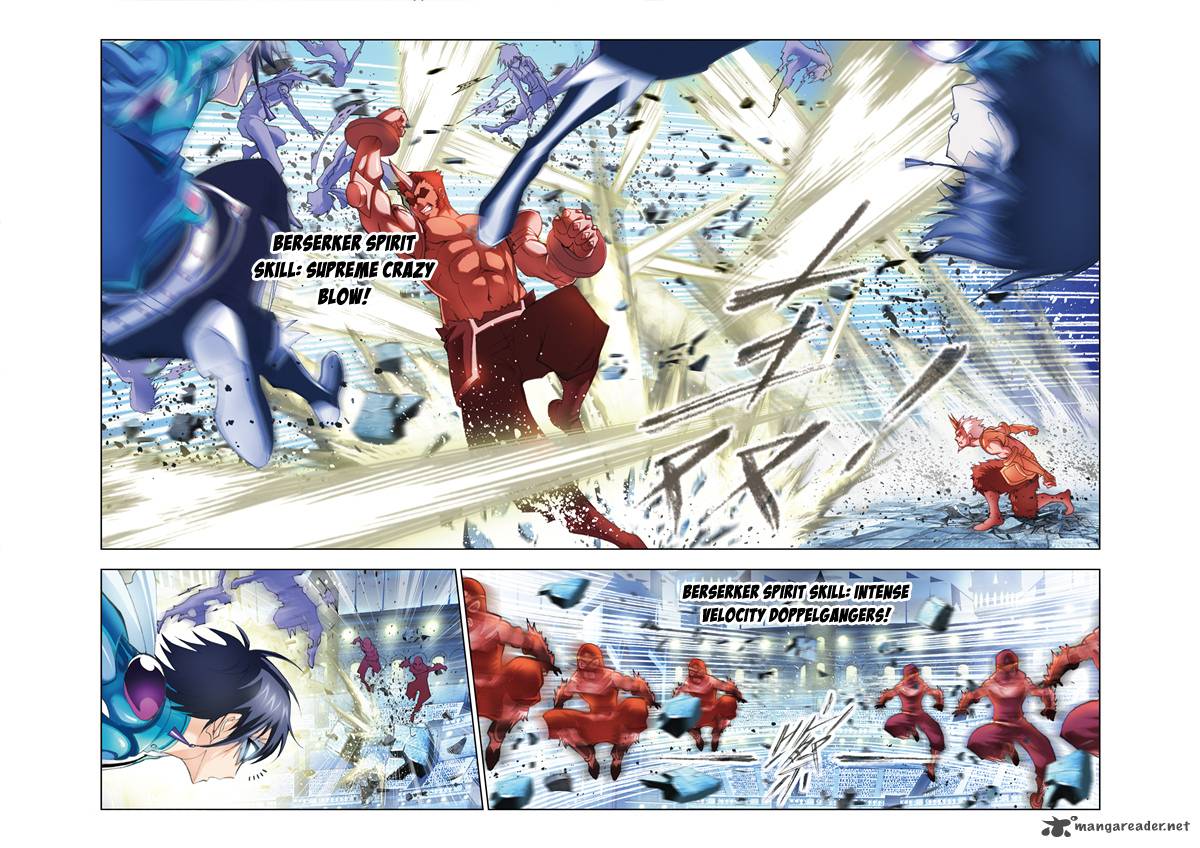 BERSERKER SPIRIT
SKILL: SUPREME CRAZY
BLOW!
BERSERKER SPIRIT SKILL: INTENSE
VELOCITY DOPPELGANGERS!
mangareader.net